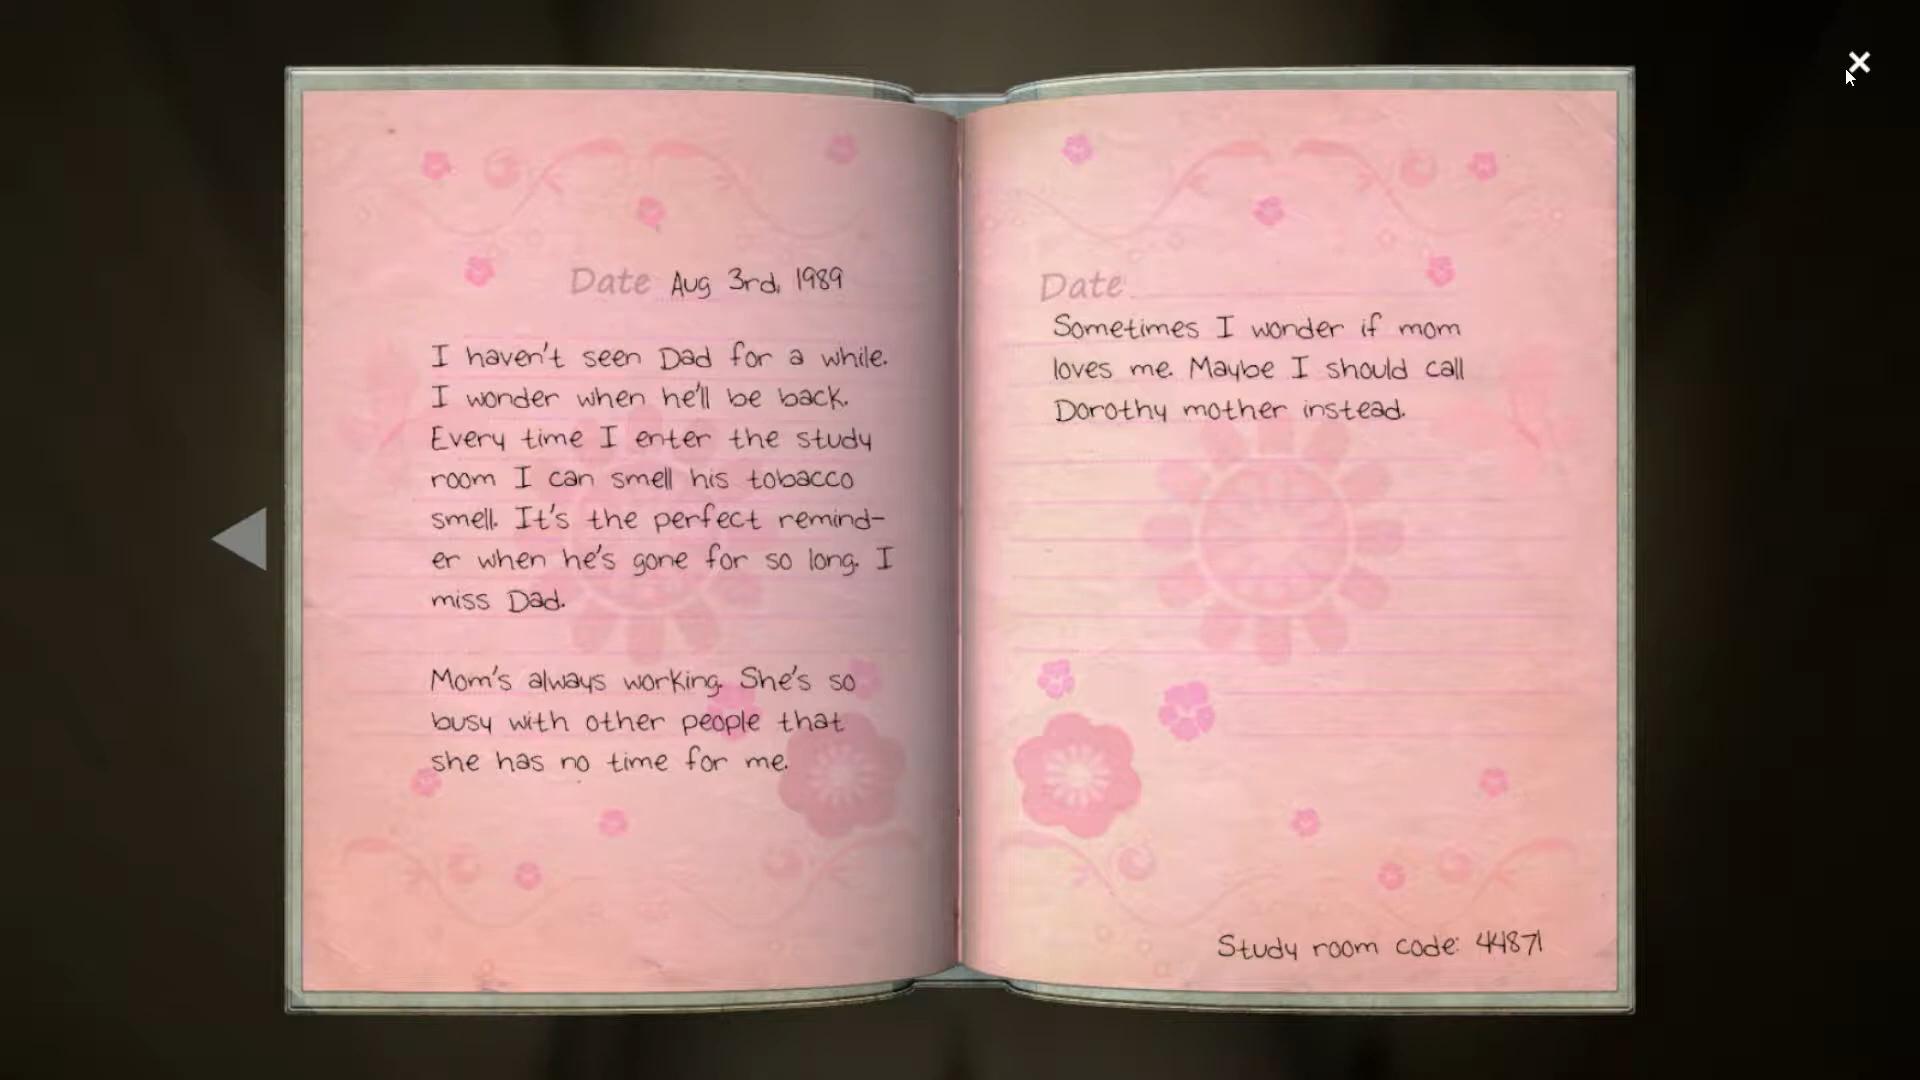 Date Aug 3rd, 1989
I haven't seen Dad for a while.
I wonder when he'll be back.
Every time I enter the study
room I can smell his tobacco
smell. It's the perfect remind-
er when he's gone for so long. I
miss Dad.
Mom's always working. She's so
busy with other people that
she has no time for me.
Date
Sometimes I wonder if mom
loves me. Maybe I should call
Dorothy mother instead.
Study room code: 44871